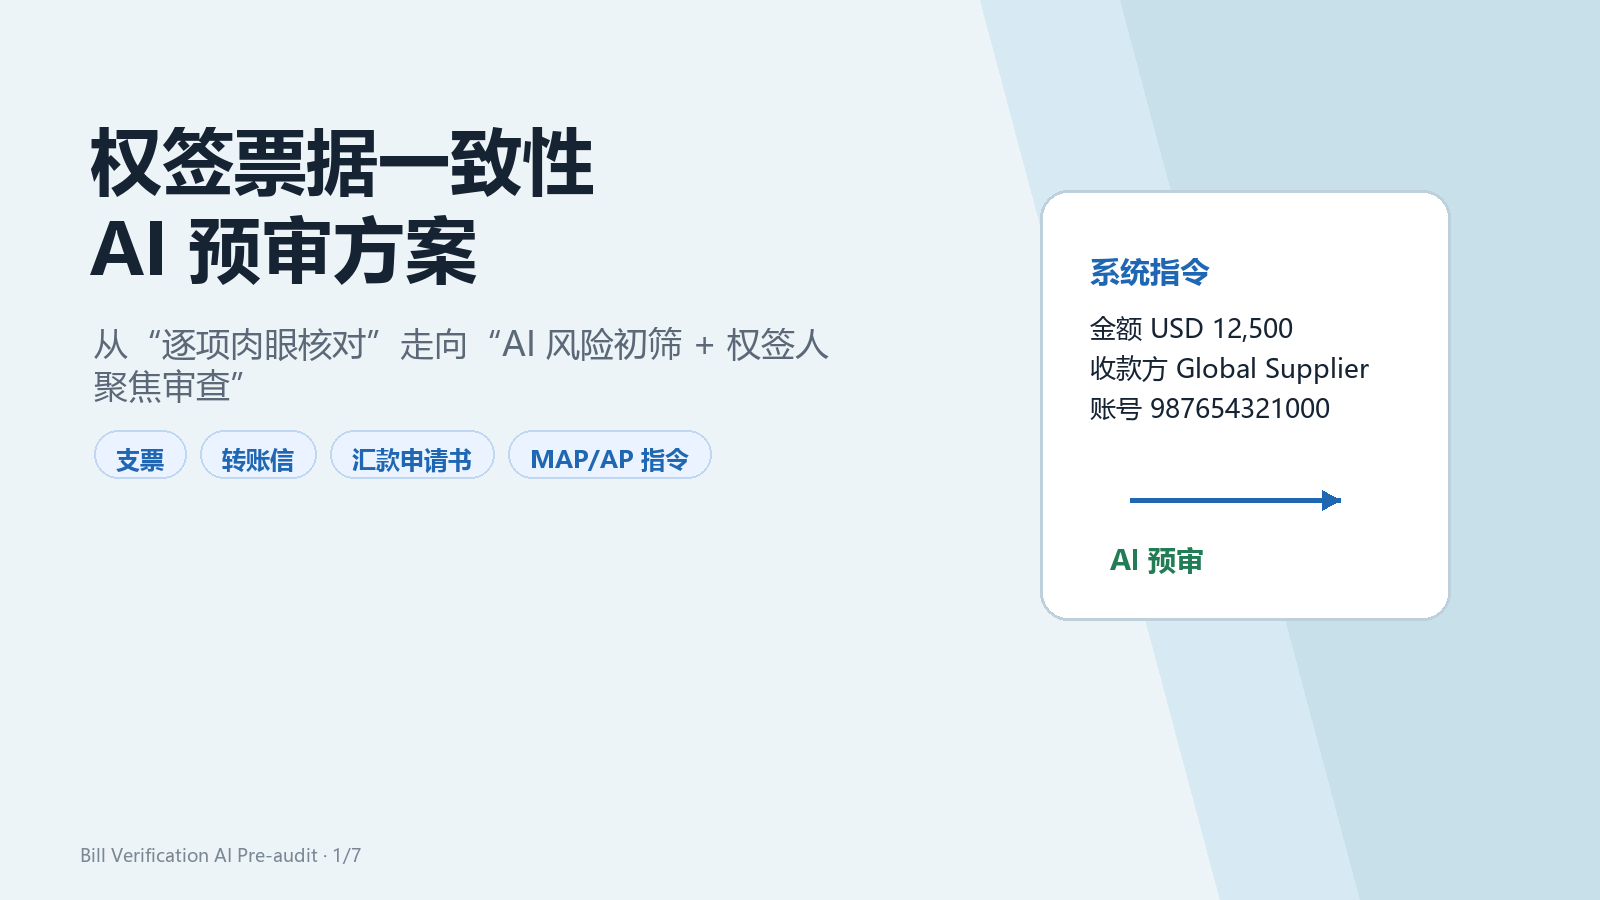 权签票据一致性
AI 预审方案
从“逐项肉眼核对”走向“AI 风险初筛 + 权签人
聚焦审查”
支票
转账信
汇款申请书
MAP/AP 指令
系统指令
金额 USD 12,500
收款方 Global Supplier
账号 987654321000
AI 预审
Bill Verification AI Pre-audit · 1/7